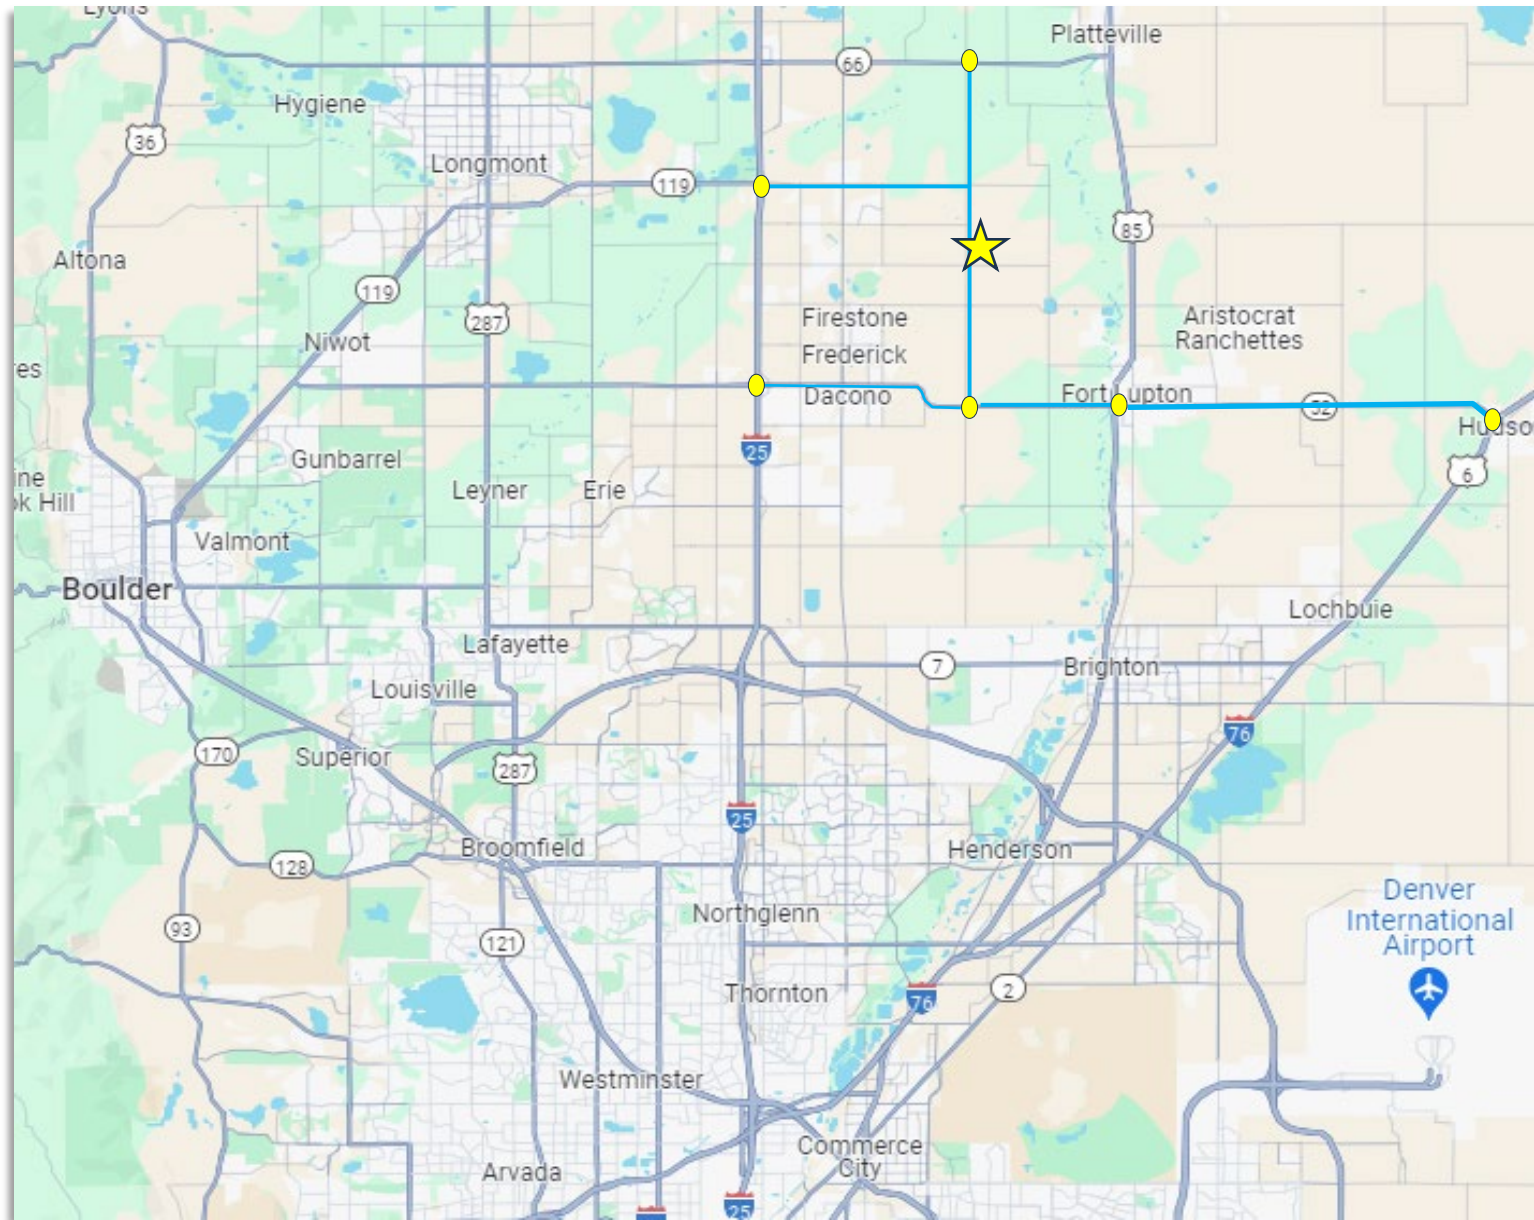 Lyons
Platteville
66
Hygiene
36
Longmont
119
85
Altona
119
287
Niwot
Firestone
Frederick
Dacono
Aristocrat
Ranchettes
Fort Lupton
52
25
6
Gunbarrel
Leyner
Erie
Valmont
Boulder
Lochbuie
Lafayette
7
Brighton
Louisville
170
Superior
287
76
25
Broomfield
Henderson
128
93
121
Northglenn
Denver
International
Airport
Thornton
76
2
Westminster
Commerce
City
Arvada
25